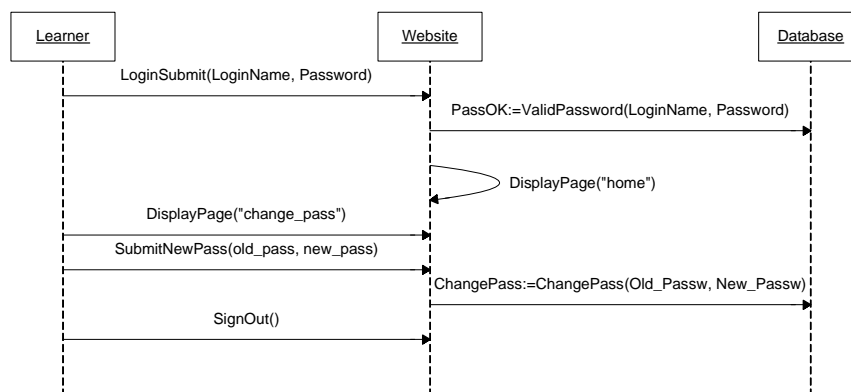 Learner
Website
Database
LoginSubmit(LoginName, Password)
PassOK:=ValidPassword(LoginName, Password)
DisplayPage("home")
DisplayPage("change_pass")
SubmitNewPass(old_pass, new_pass)
ChangePass:=ChangePass(Old_Passw, New_Passw)
SignOut()